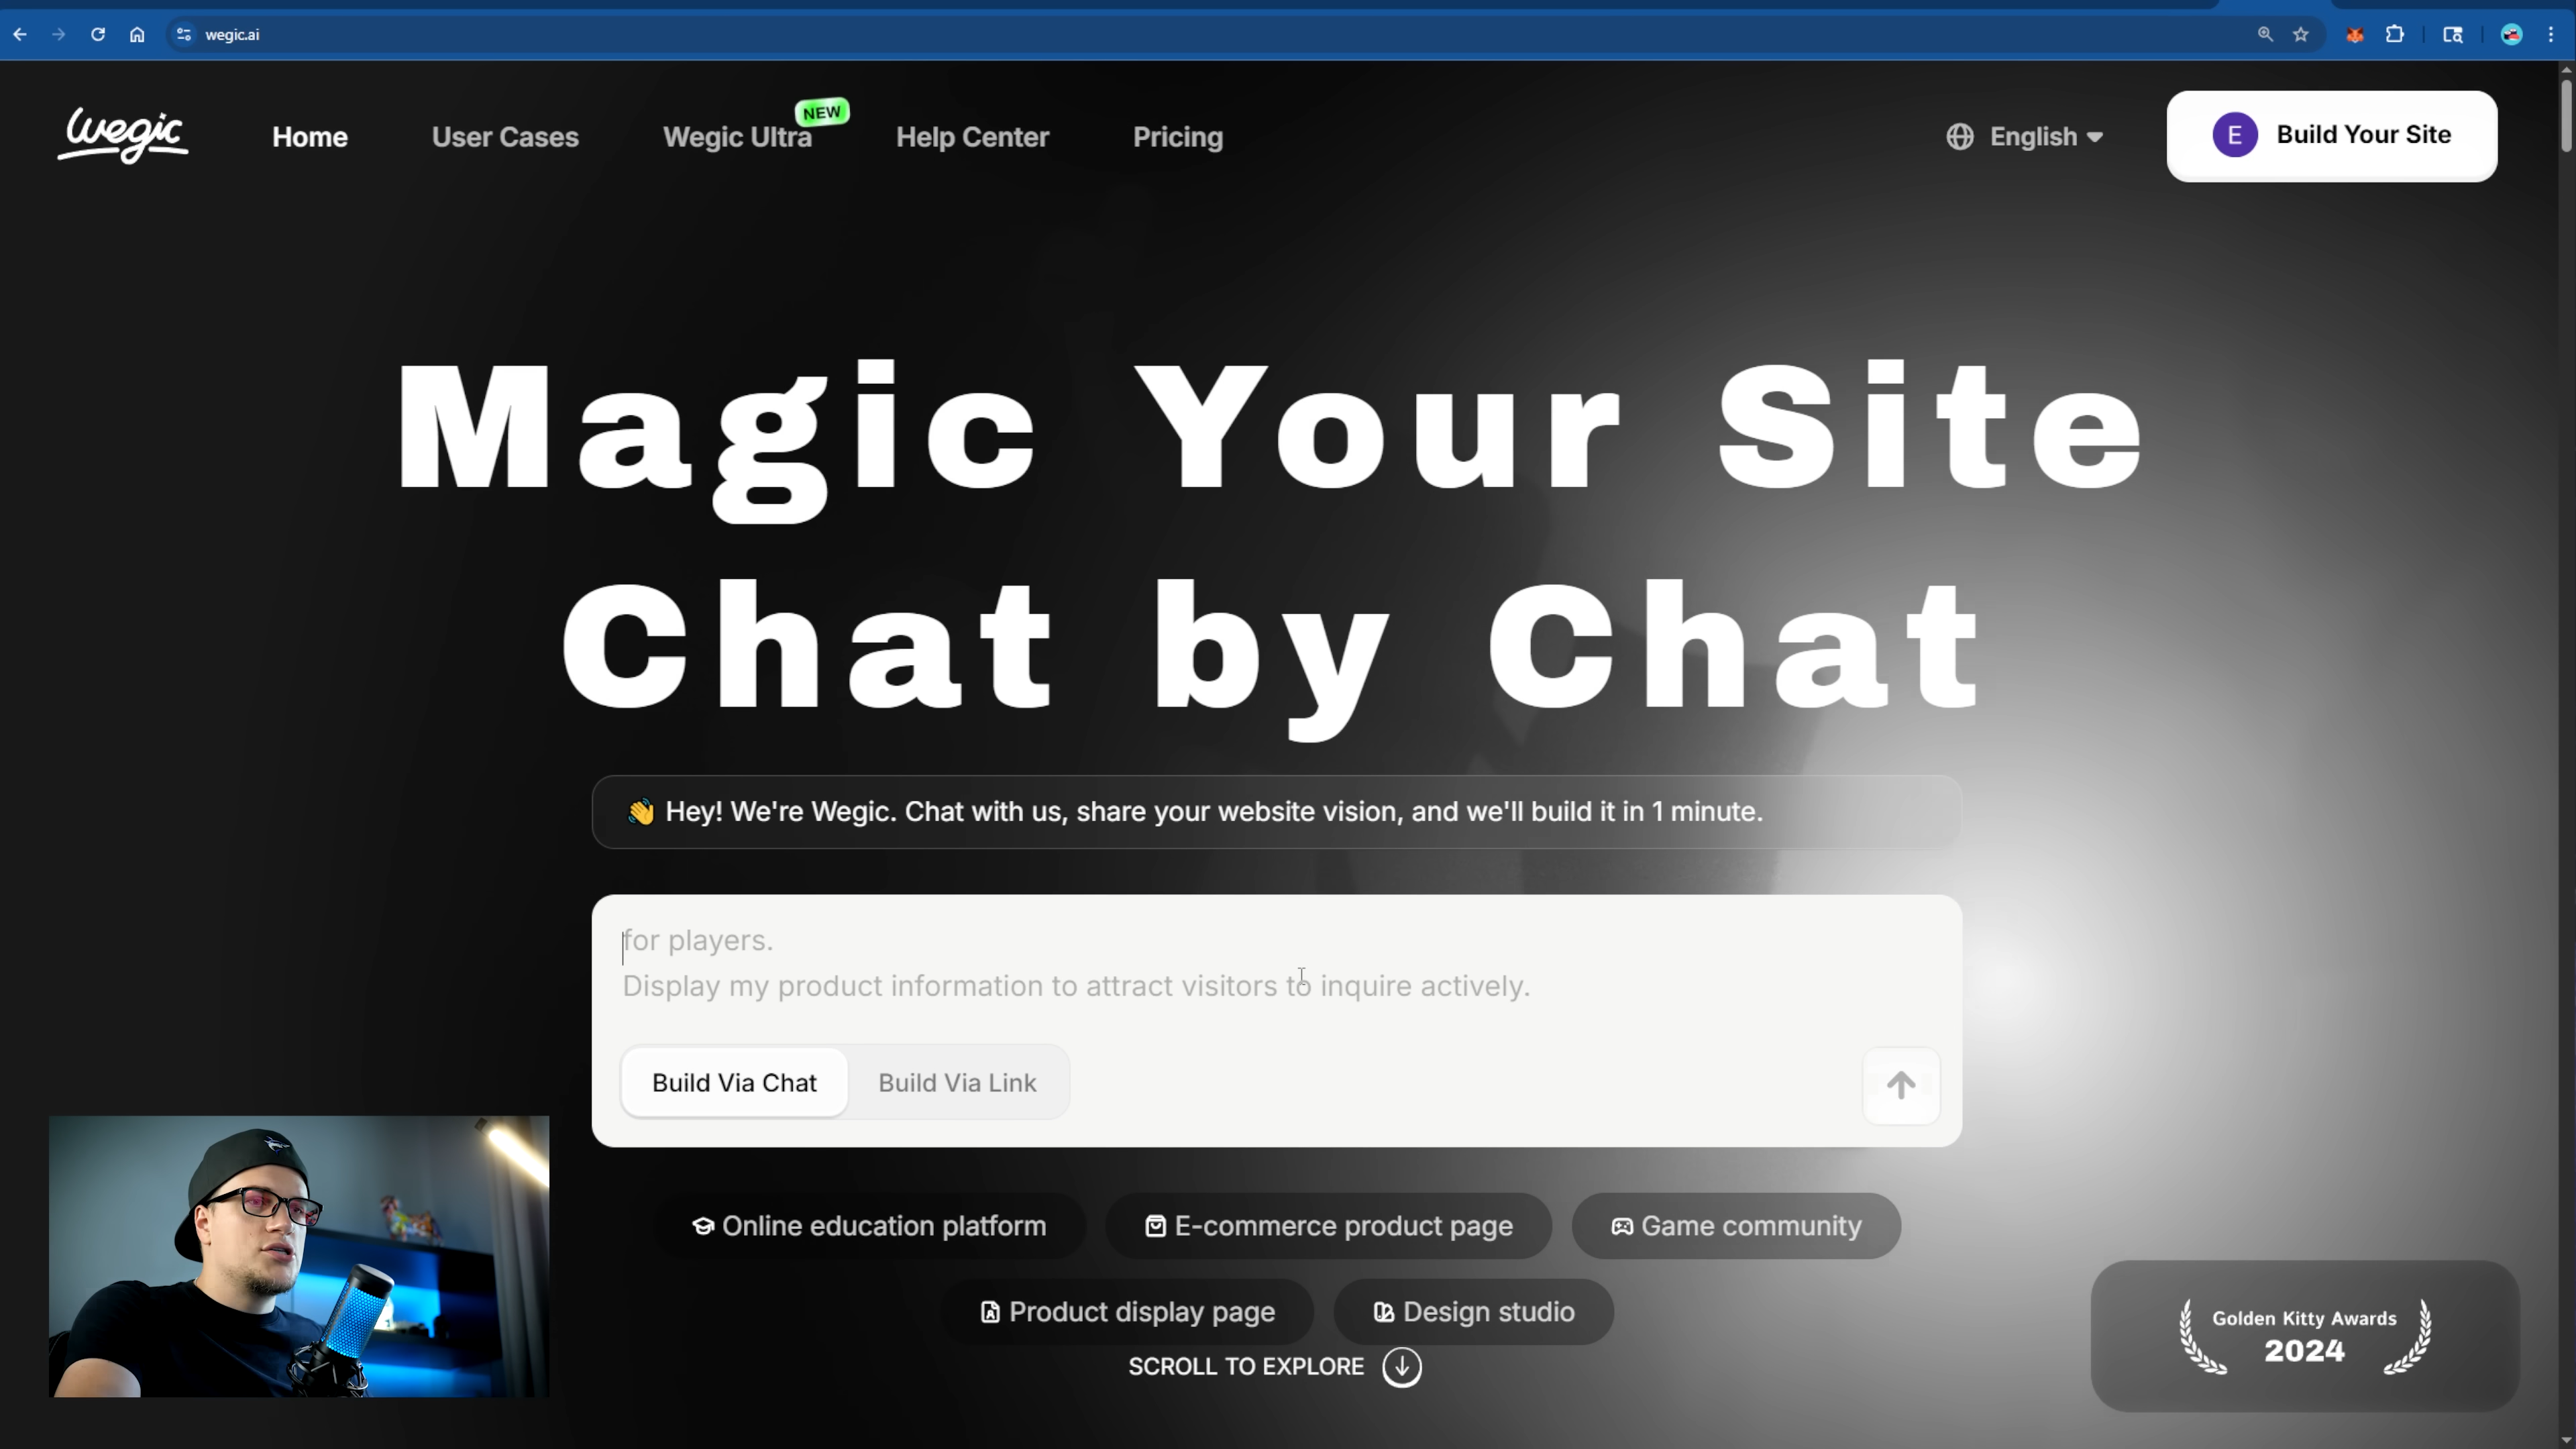 wegic.ai
wegic
Home
User Cases
Wegic Ultra
NEW
Help Center
Pricing
English
E
Build Your Site
Magic Your Site
Chat by Chat
👋 Hey! We're Wegic. Chat with us, share your website vision, and we'll build it in 1 minute.
for players.
Display my product information to attract visitors to inquire actively.
Build Via Chat
Build Via Link
Online education platform
E-commerce product page
Game community
Product display page
Design studio
SCROLL TO EXPLORE
Golden Kitty Awards
2024